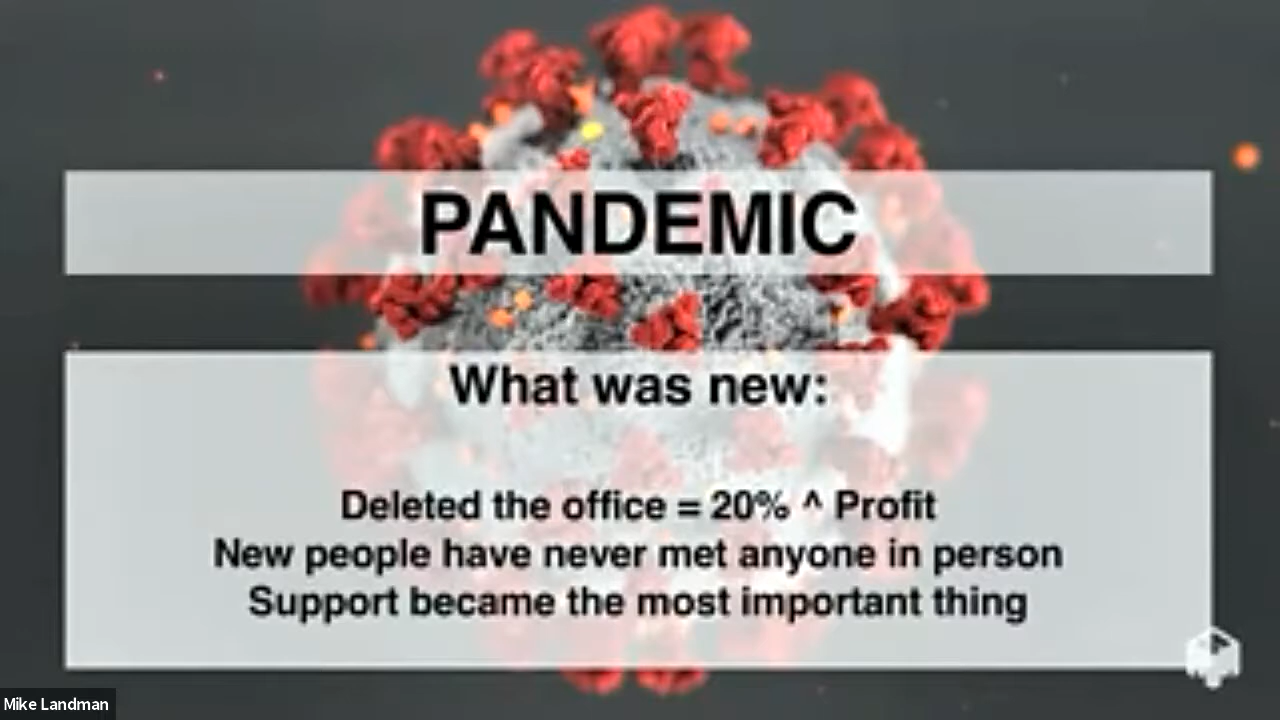 PANDEMIC
What was new:
Deleted the office = 20% ^ Profit
New people have never met anyone in person
Support became the most important thing
Mike Landman